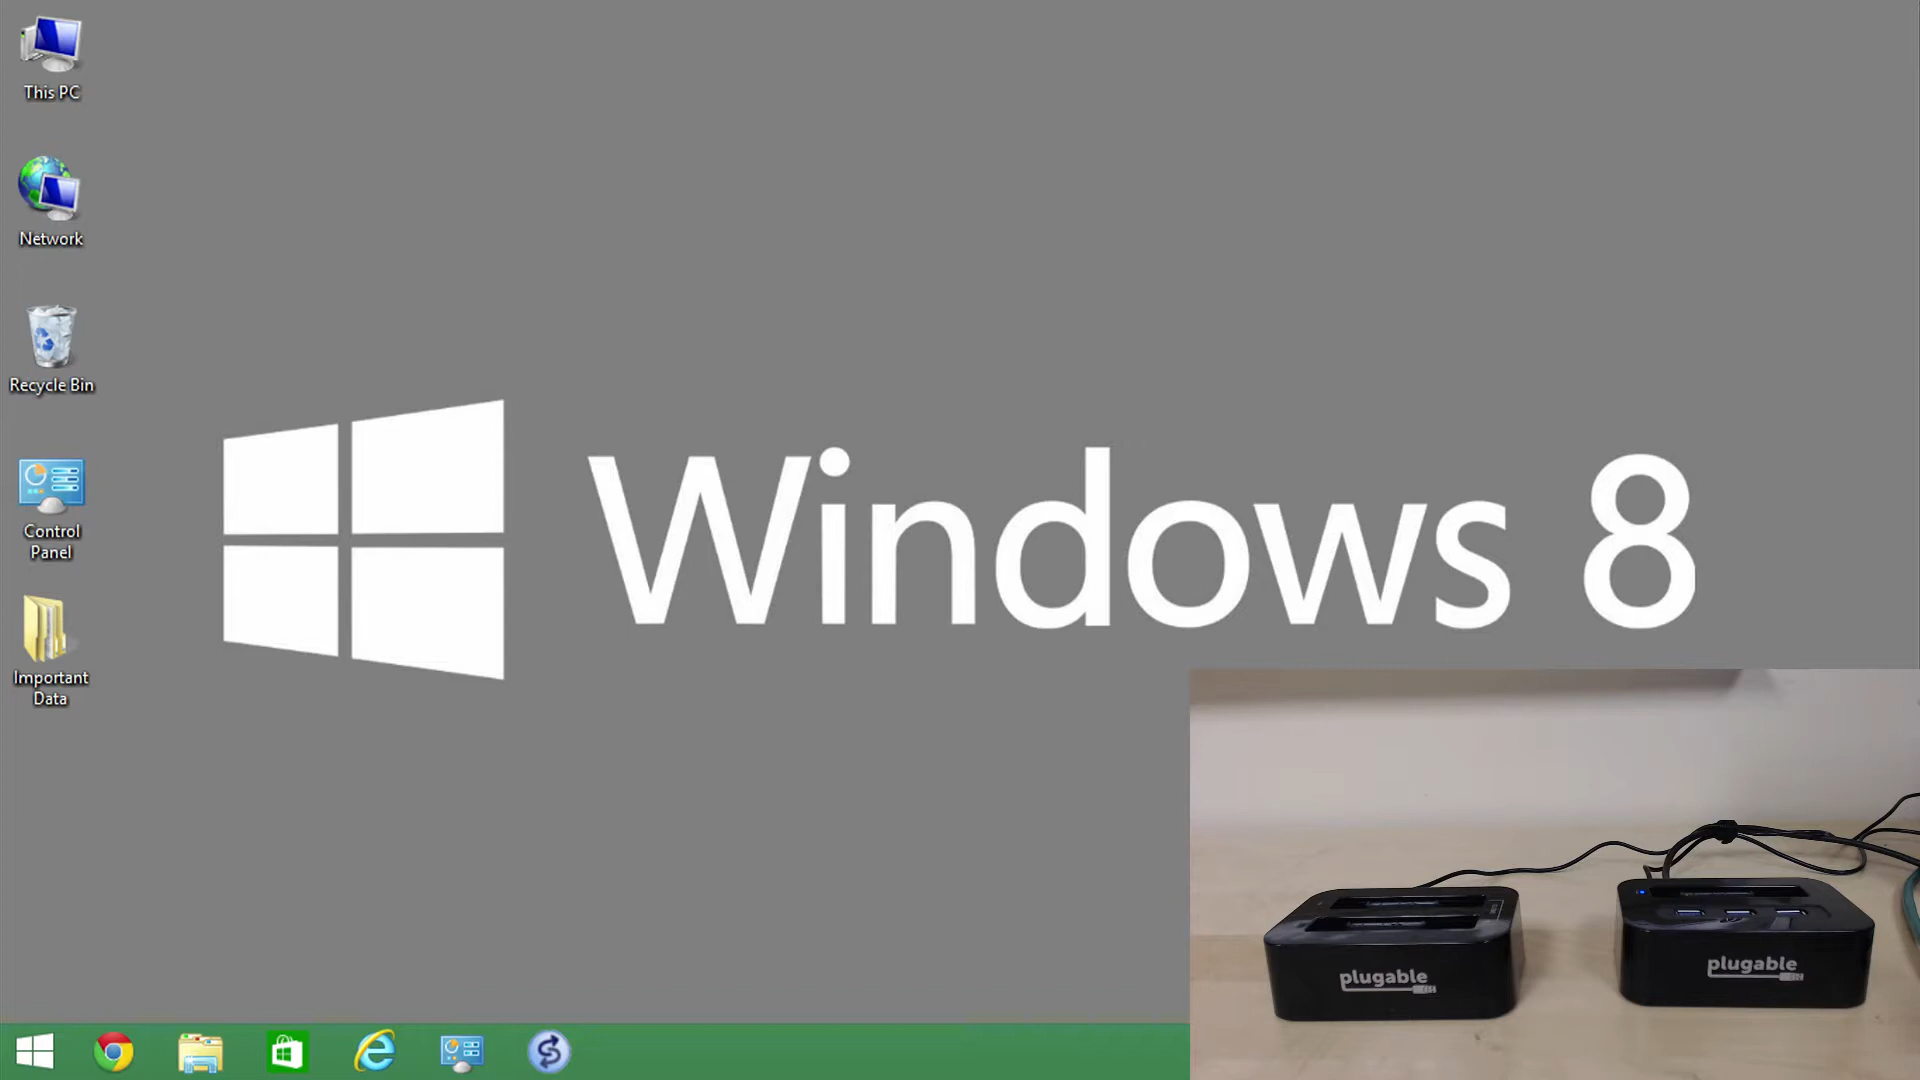 This PC
Network
Recycle Bin
Control
Panel
Important
Data
Windows 8
plugable
plugable